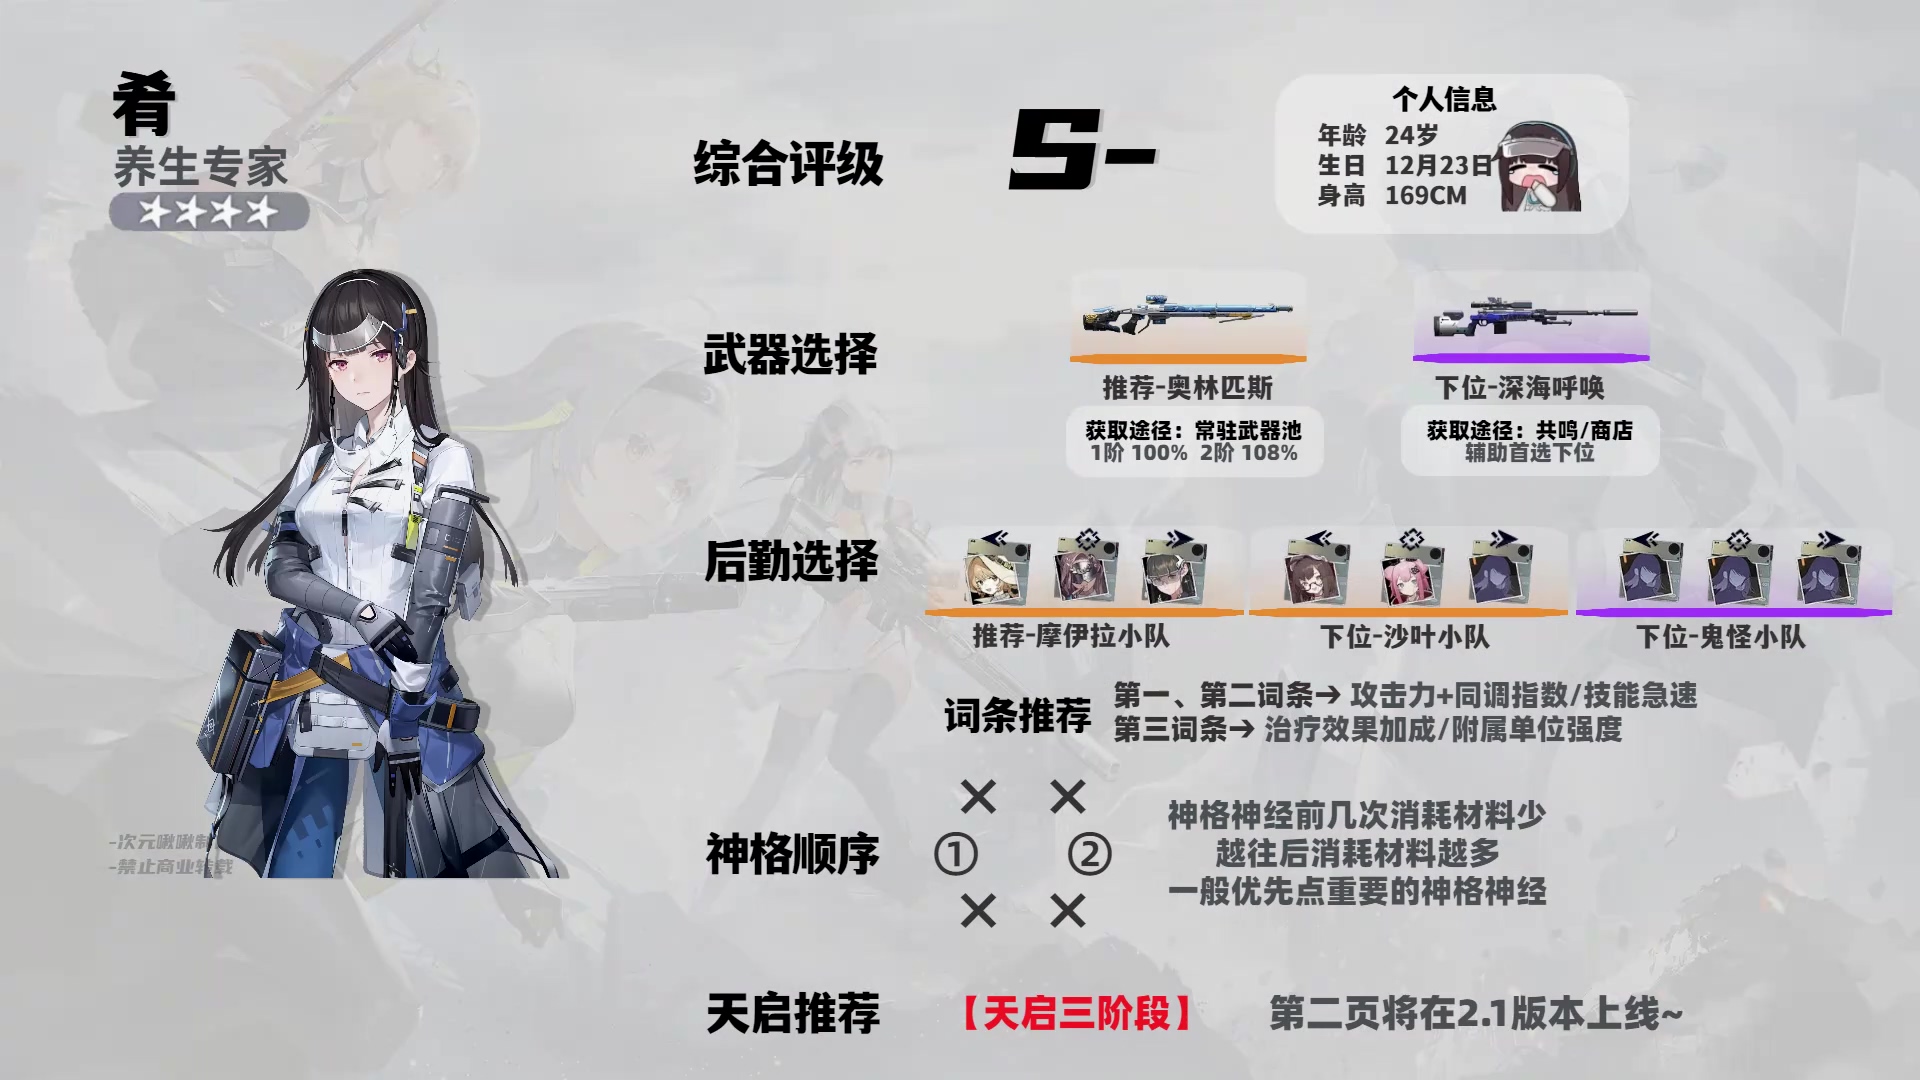 肴
养生专家
综合评级
S-
个人信息
年龄 24岁
生日 12月23日
身高 169CM
武器选择
推荐-奥林匹斯
获取途径：常驻武器池
1阶 100% 2阶 108%
下位-深海呼唤
获取途径：共鸣/商店
辅助首选下位
后勤选择
推荐-摩伊拉小队
下位-沙叶小队
下位-鬼怪小队
词条推荐
第一、第二词条→ 攻击力+同调指数/技能急速
第三词条→ 治疗效果加成/附属单位强度
神格顺序
① ②
神格神经前几次消耗材料少
越往后消耗材料越多
一般优先点重要的神格神经
-次元啾啾制
-禁止商业转载
天启推荐
【天启三阶段】
第二页将在2.1版本上线~